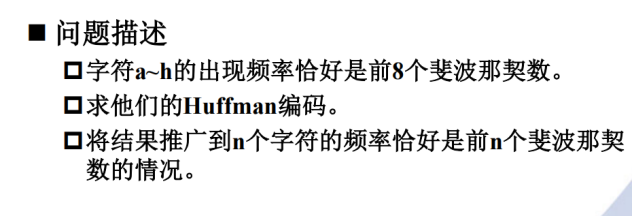 ■ 问题描述
□字符a~h的出现频率恰好是前8个斐波那契数。
□求他们的Huffman编码。
□将结果推广到n个字符的频率恰好是前n个斐波那契
数的情况。